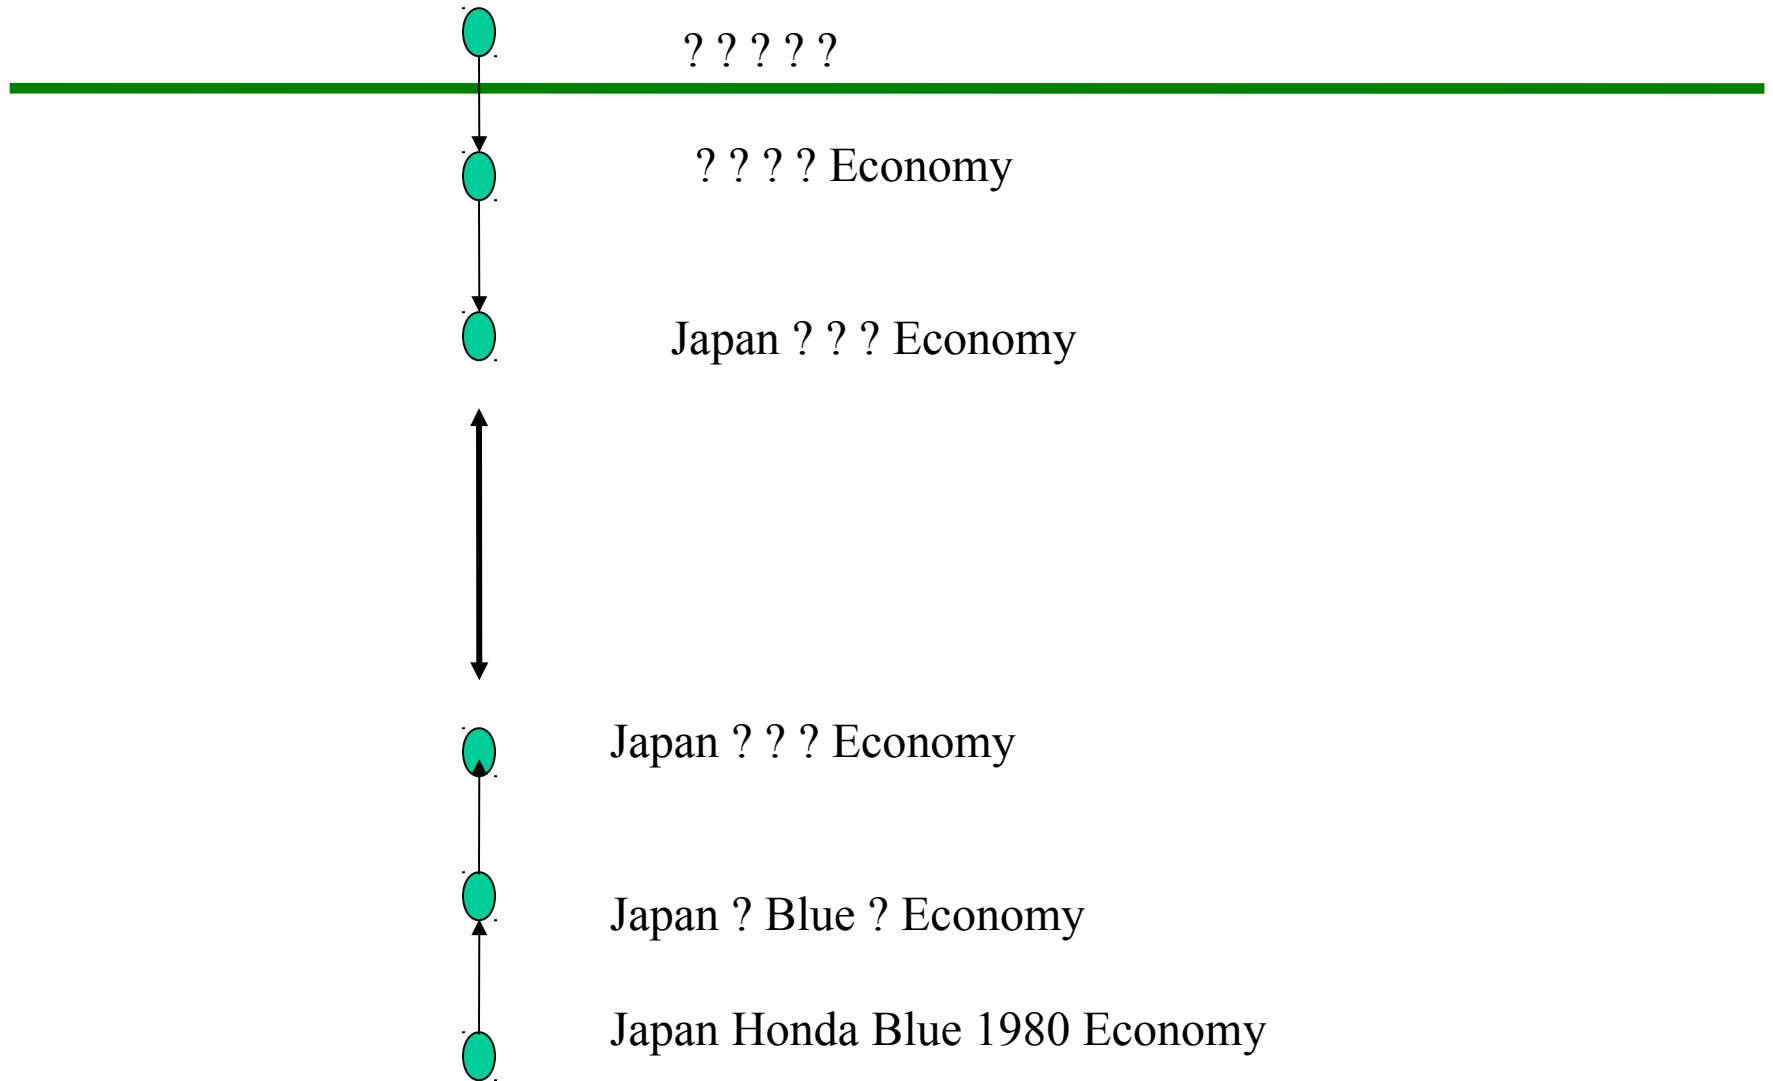 ? ? ? ? ?
? ? ? ? Economy
Japan ? ? ? Economy
Japan ? ? ? Economy
Japan ? Blue ? Economy
Japan Honda Blue 1980 Economy